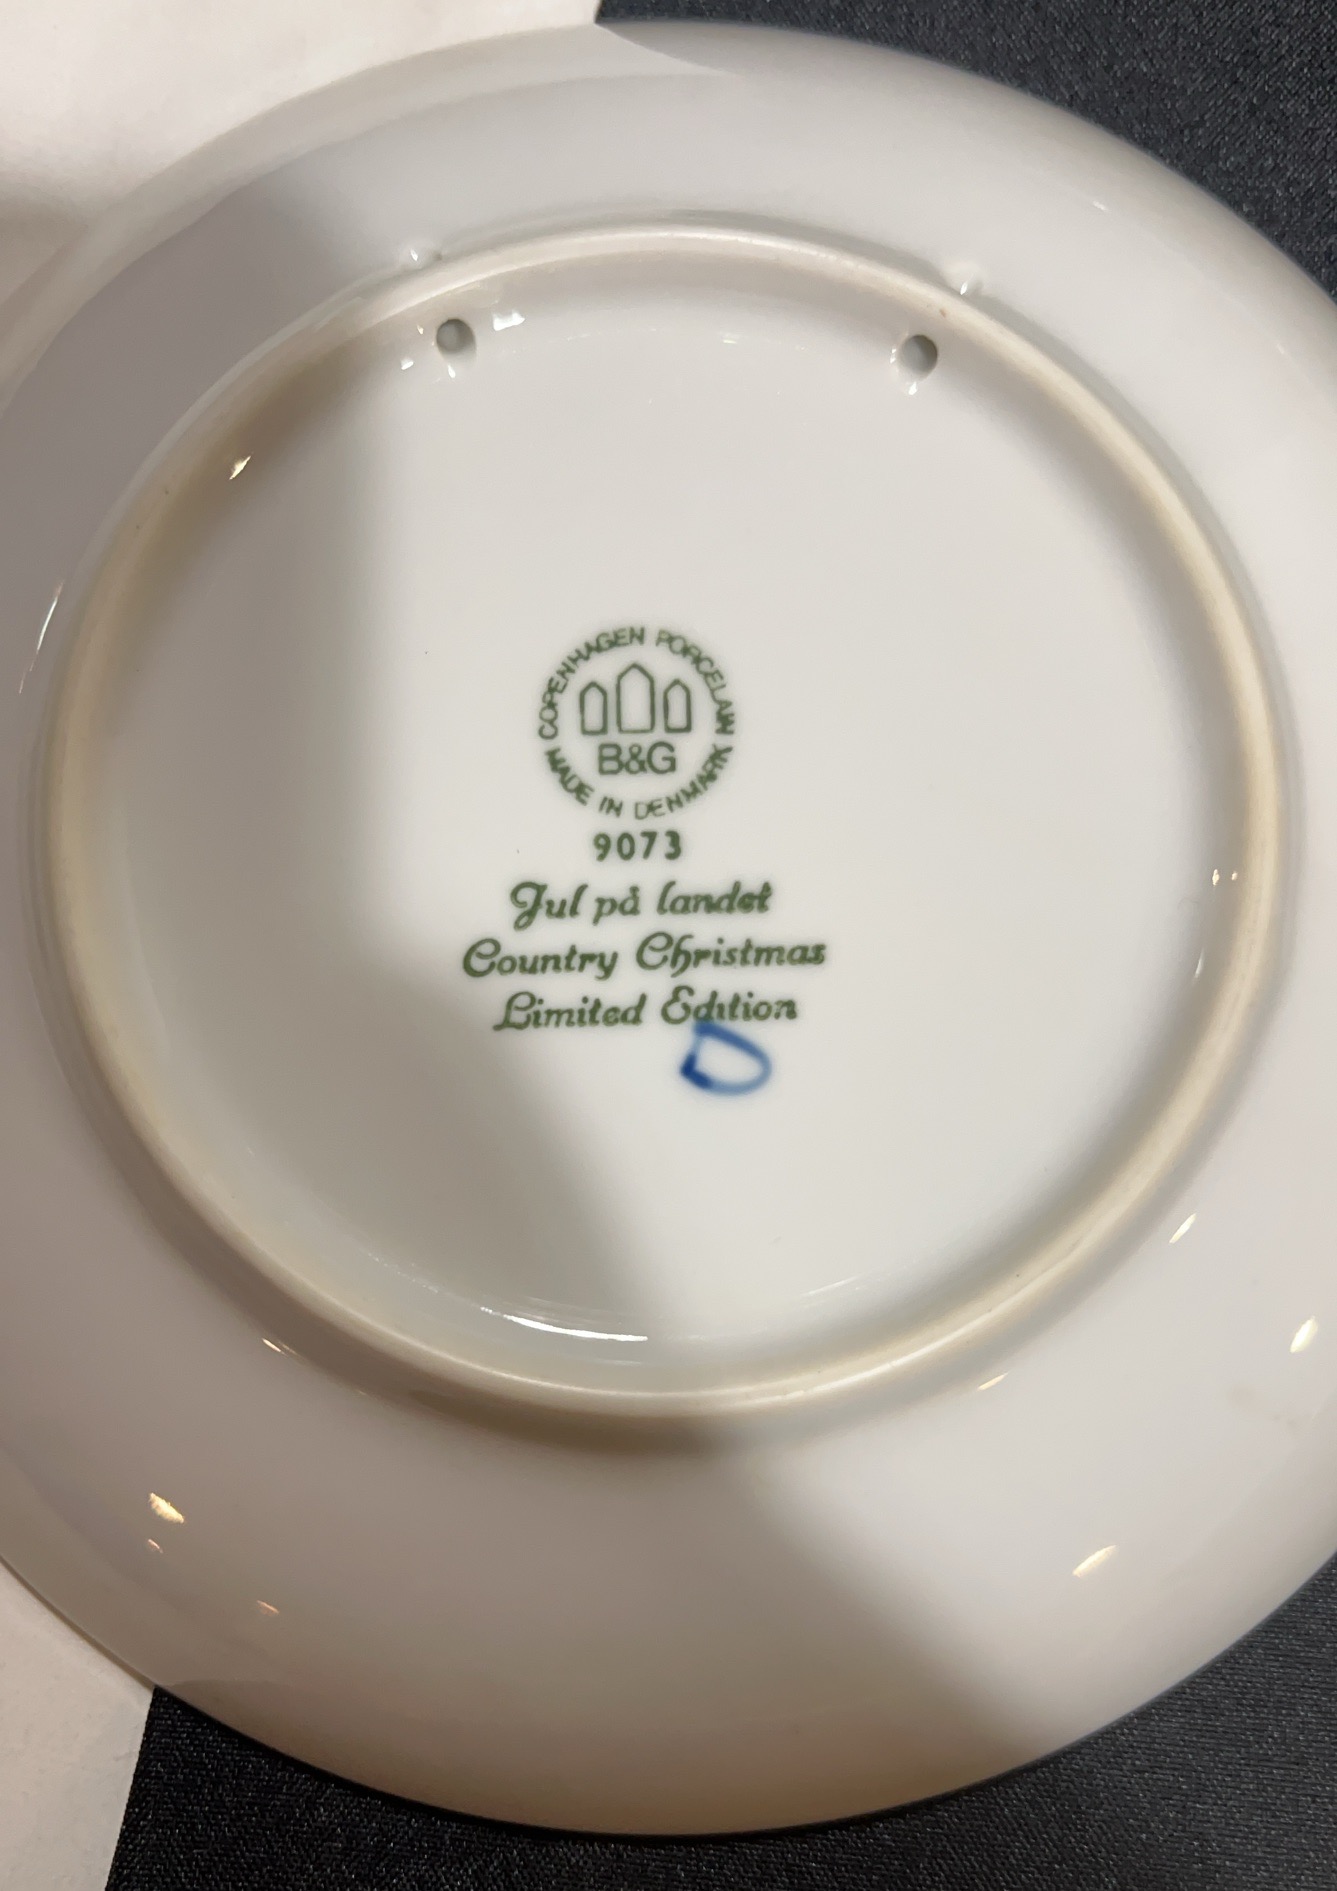 COPENHAGEN PORCELAIN
B&G
MADE IN DENMARK
9073
Jul på landet
Country Christmas
Limited Edition